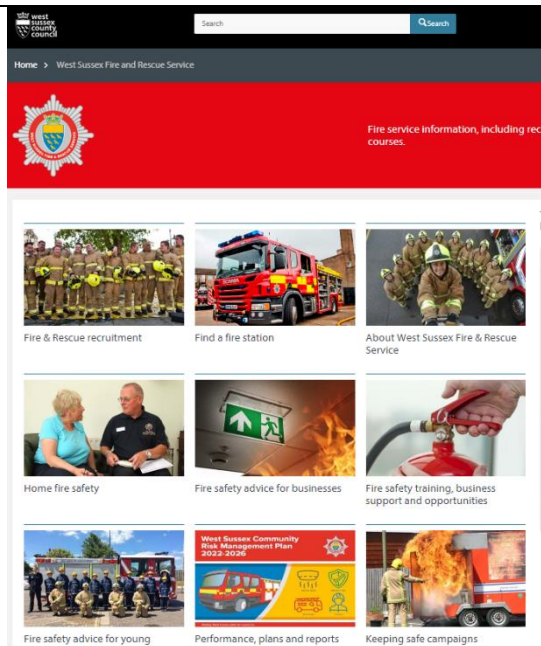 west
sussex
county
council
Search
Search
Home > West Sussex Fire and Rescue Service
Fire service information, including rec
courses.
Fire & Rescue recruitment
Find a fire station
About West Sussex Fire & Rescue
Service
Home fire safety
Fire safety advice for businesses
Fire safety training, business
support and opportunities
West Sussex Community
Risk Management Plan
2022-2026
Fire safety advice for young
Performance, plans and reports
Keeping safe campaigns